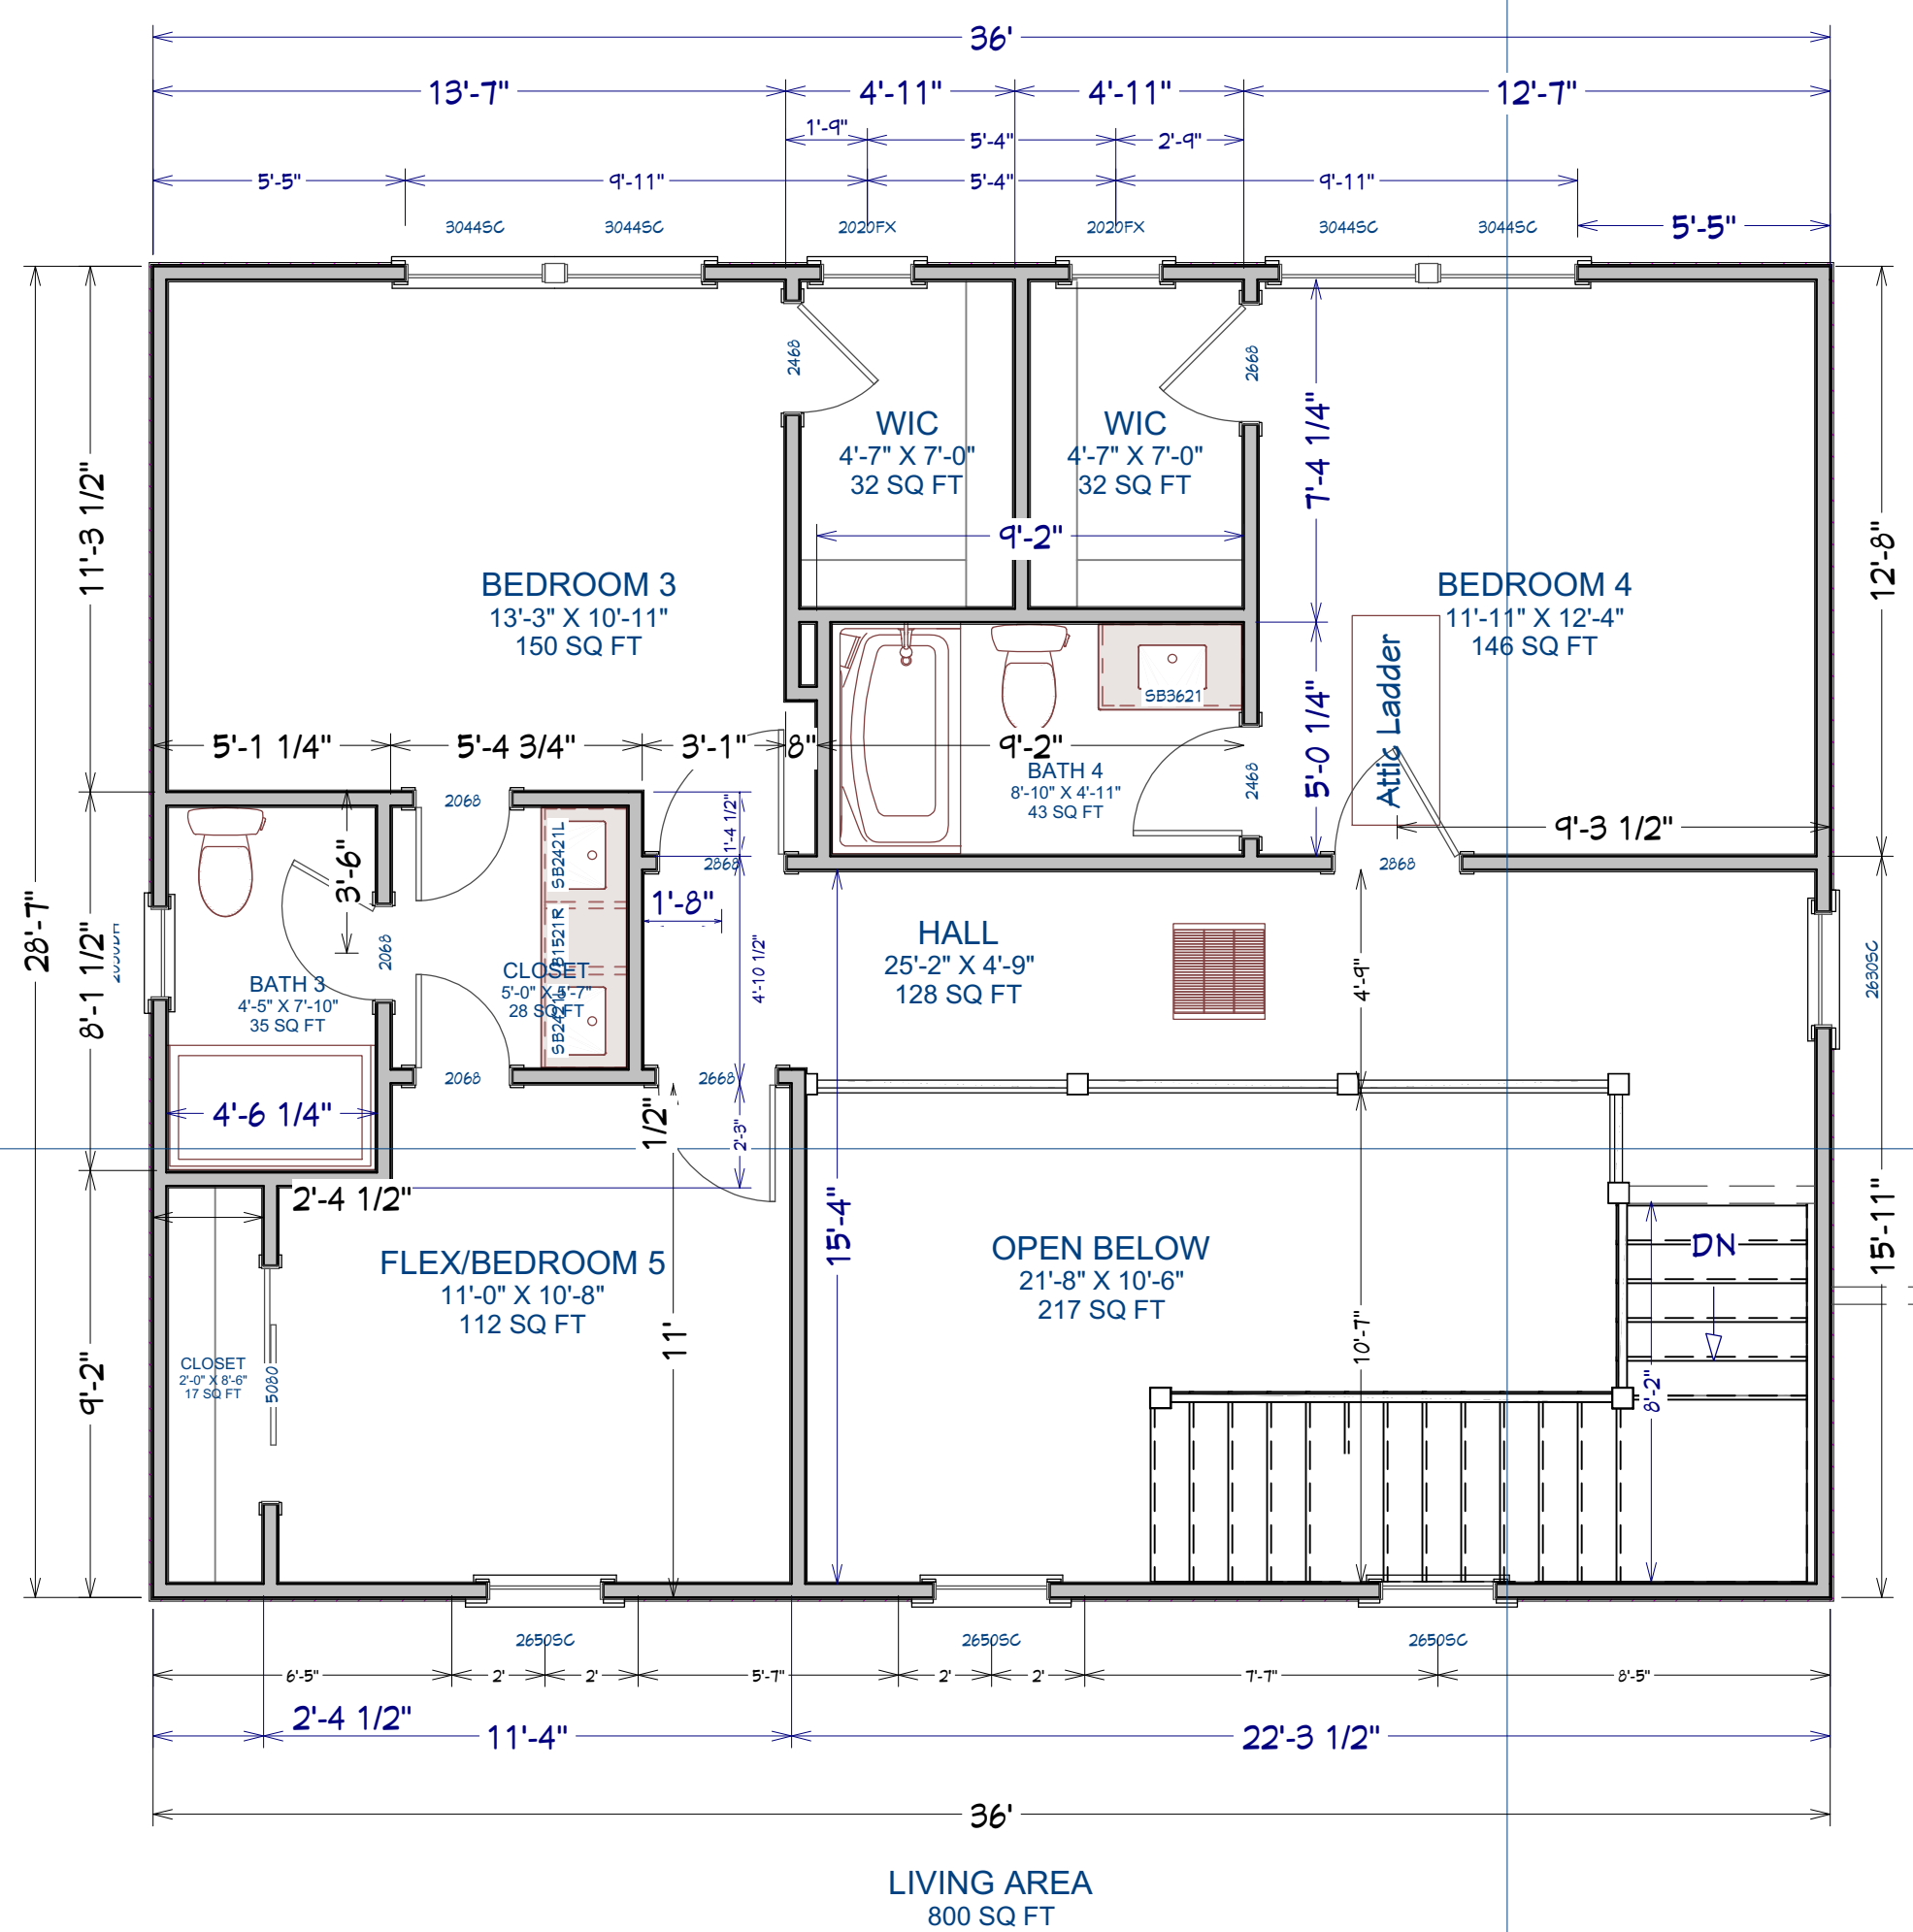 36'
13'-7"
4'-11"
4'-11"
12'-7"
1'-9"
5'-4"
2'-9"
5'-5"
9'-11"
5'-4"
9'-11"
3044SC
3044SC
2020FX
2020FX
3044SC
3044SC
5'-5"
2468
2668
WIC
4'-7" X 7'-0"
32 SQ FT
WIC
4'-7" X 7'-0"
32 SQ FT
7'-4 1/4"
11'-3 1/2"
12'-8"
9'-2"
BEDROOM 3
13'-3" X 10'-11"
150 SQ FT
BEDROOM 4
11'-11" X 12'-4"
146 SQ FT
Attic Ladder
SB3621
5'-1 1/4"
5'-4 3/4"
3'-1"
8"
9'-2"
5'-0 1/4"
BATH 4
8'-10" X 4'-11"
43 SQ FT
2468
2068
1'-4 1/2"
9'-3 1/2"
SB2421L
3'-6"
2868
2868
1'-8"
28'-7"
8'-1 1/2"
HALL
25'-2" X 4'-9"
128 SQ FT
2068
4'-10 1/2"
4'-9"
2630SC
BATH 3
4'-5" X 7'-10"
35 SQ FT
CLOSET
28 SQ FT
2068
2668
4'-6 1/4"
1/2"
2'-3"
2'-4 1/2"
15'-4"
15'-11"
DN
FLEX/BEDROOM 5
11'-0" X 10'-8"
112 SQ FT
OPEN BELOW
21'-8" X 10'-6"
217 SQ FT
11'
10'-7"
9'-2"
CLOSET
2'-0" X 8'-6"
17 SQ FT
5080
8'-2"
2650SC
2650SC
2650SC
6'-5"
2'
2'
5'-7"
2'
2'
7'-7"
8'-5"
2'-4 1/2"
11'-4"
22'-3 1/2"
36'
LIVING AREA
800 SQ FT